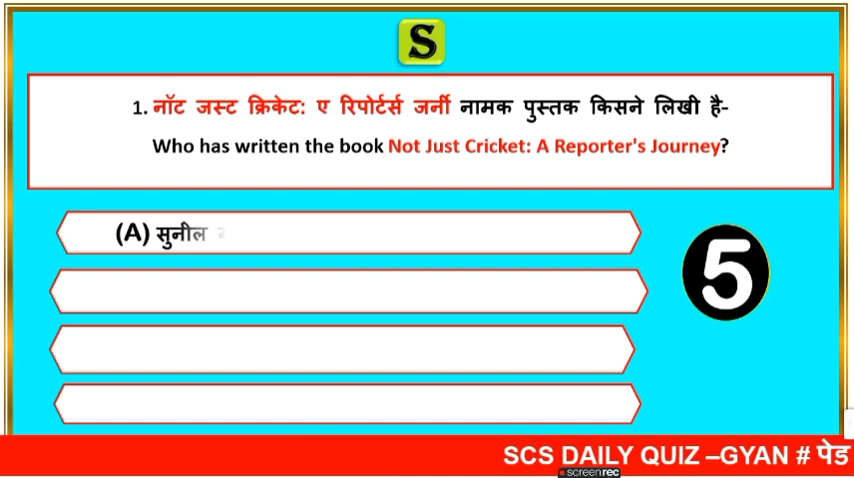 S
1. नॉट जस्ट क्रिकेट: ए रिपोर्टर्स जर्नी नामक पुस्तक किसने लिखी है-
Who has written the book Not Just Cricket: A Reporter's Journey?
(A) सुनील
5
SCS DAILY QUIZ –GYAN # पेड
screenrec